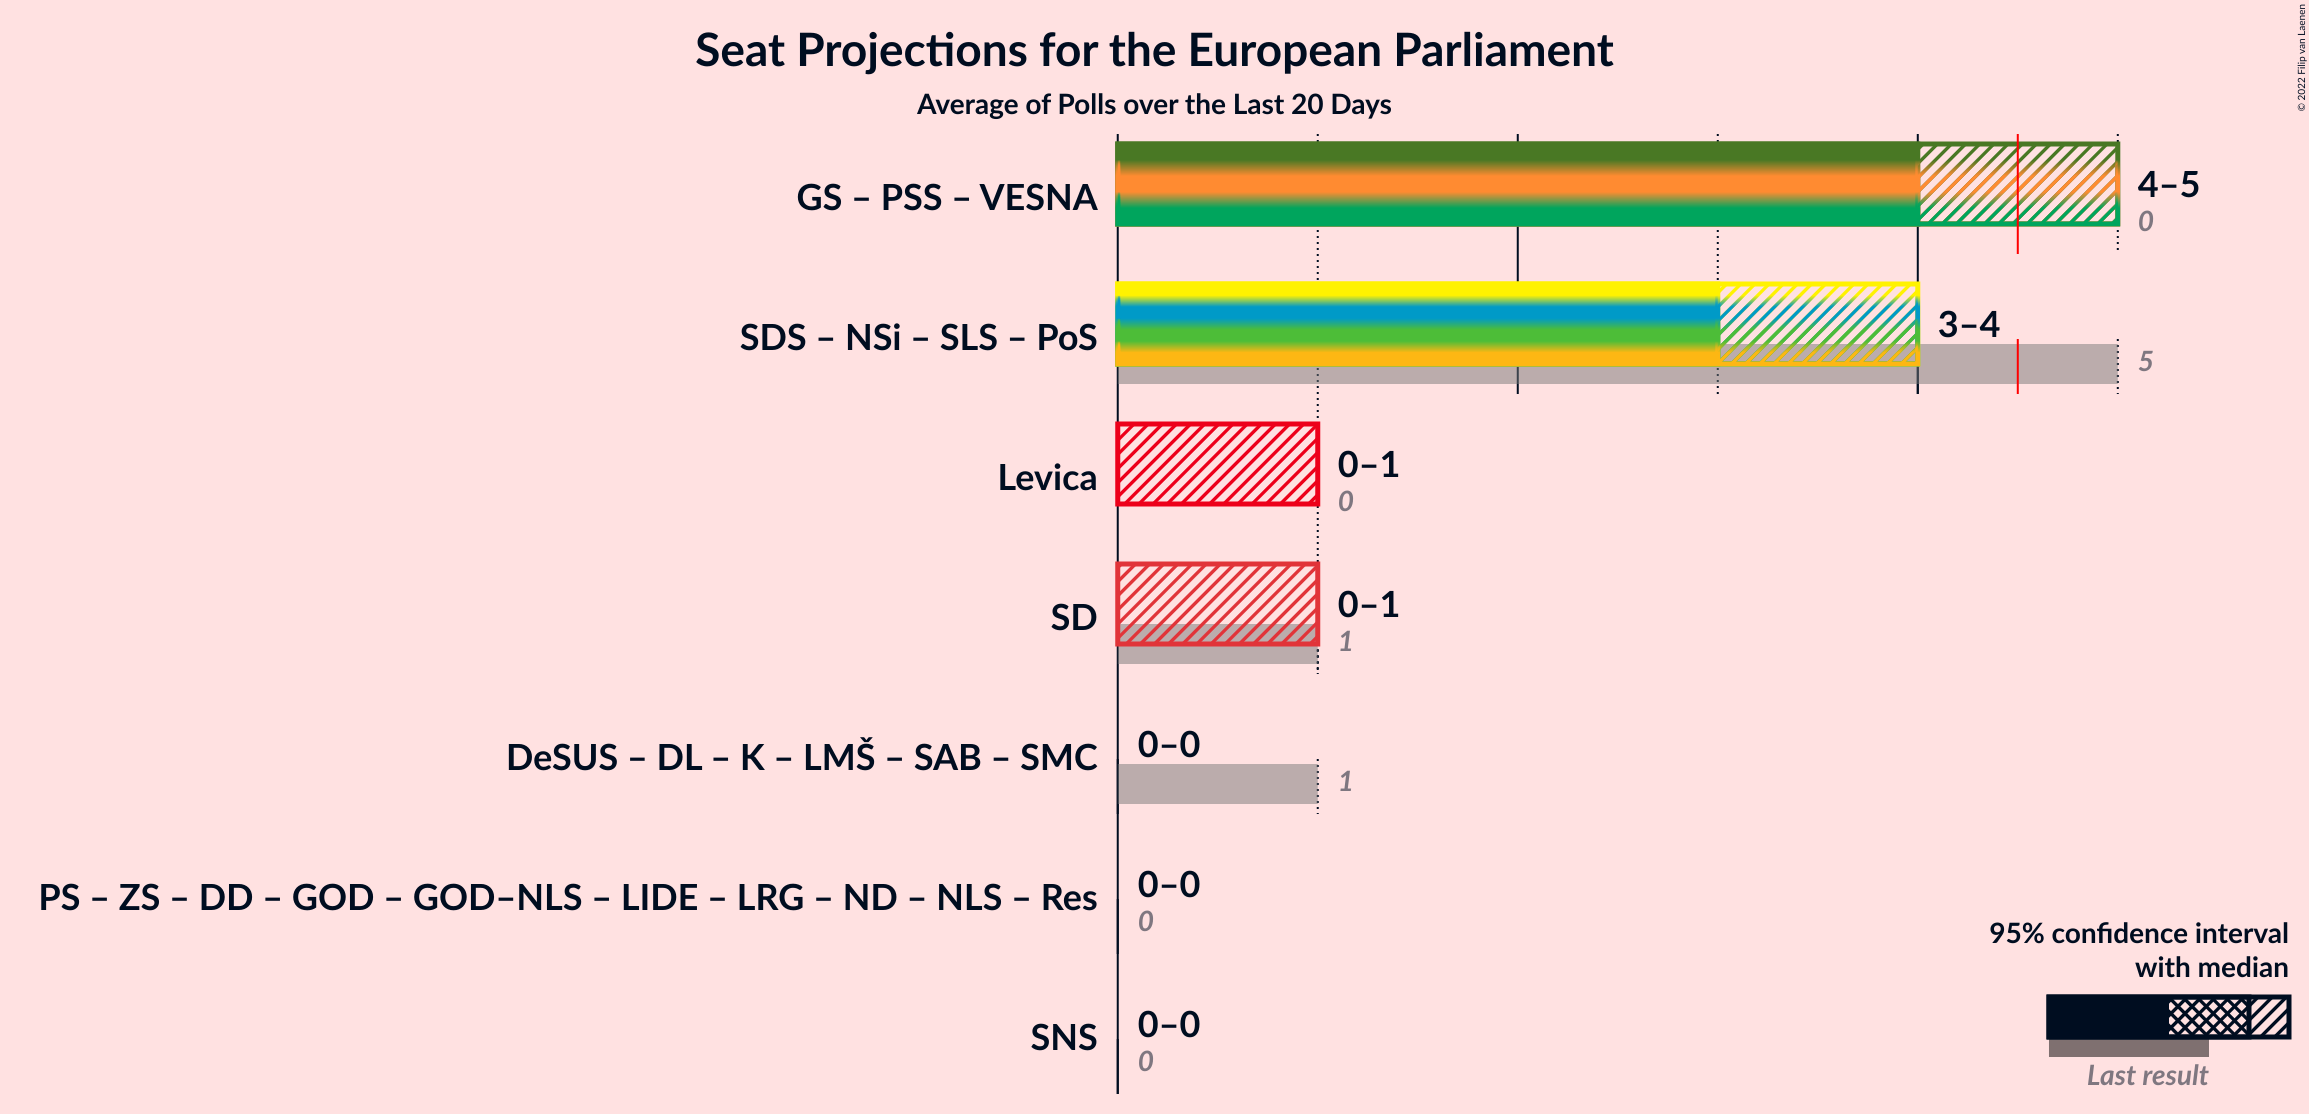 Seat Projections for the European Parliament
Average of Polls over the Last 20 Days
© 2022 Filip van Laenen
GS – PSS – VESNA
4–5
0
SDS – NSi – SLS – PoS
3–4
5
Levica
0–1
0
SD
0–1
1
DeSUS – DL – K – LMŠ – SAB – SMC
0–0
1
PS – ZS – DD – GOD – GOD–NLS – LIDE – LRG – ND – NLS – Res
0–0
0
SNS
0–0
0
95% confidence interval
with median
Last result